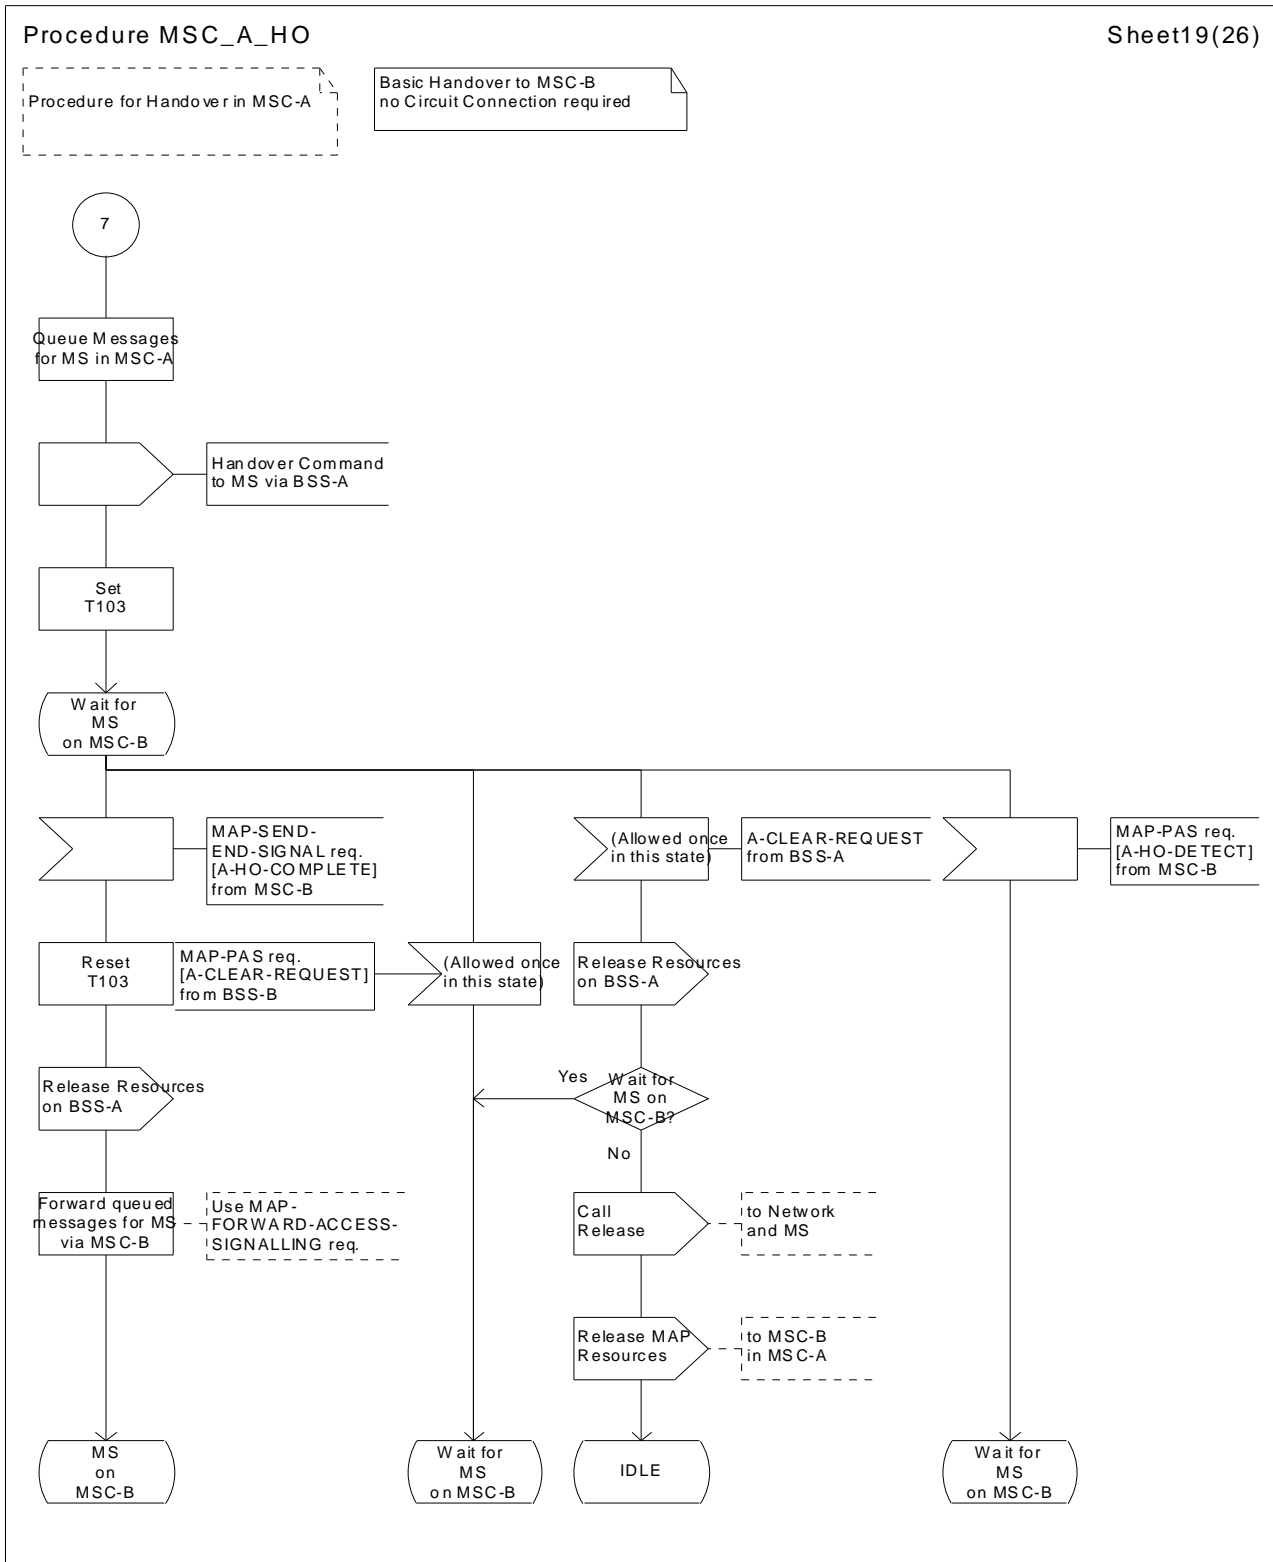 Procedure MSC_A_HO
Sheet19(26)
Procedure for Handover in MSC-A
Basic Handover to MSC-B
no Circuit Connection required
7
Queue Messages
for MS in MSC-A
Handover Command
to MS via BSS-A
Set
T103
Wait for
MS
on MSC-B
MAP-SEND-
END-SIGNAL req.
[A-HO-COMPLETE]
from MSC-B
(Allowed once
in this state)
A-CLEAR-REQUEST
from BSS-A
MAP-PAS req.
[A-HO-DETECT]
from MSC-B
Reset
T103
MAP-PAS req.
[A-CLEAR-REQUEST]
from BSS-B
(Allowed once
in this state)
Release Resources
on BSS-A
Release Resources
on BSS-A
Yes
Wait for
MS on
MSC-B?
No
Forward queued
messages for MS
via MSC-B
Use MAP-
FORWARD-ACCESS-
SIGNALLING req.
Call
Release
to Network
and MS
Release MAP
Resources
to MSC-B
in MSC-A
MS
on
MSC-B
Wait for
MS
on MSC-B
IDLE
Wait for
MS
on MSC-B